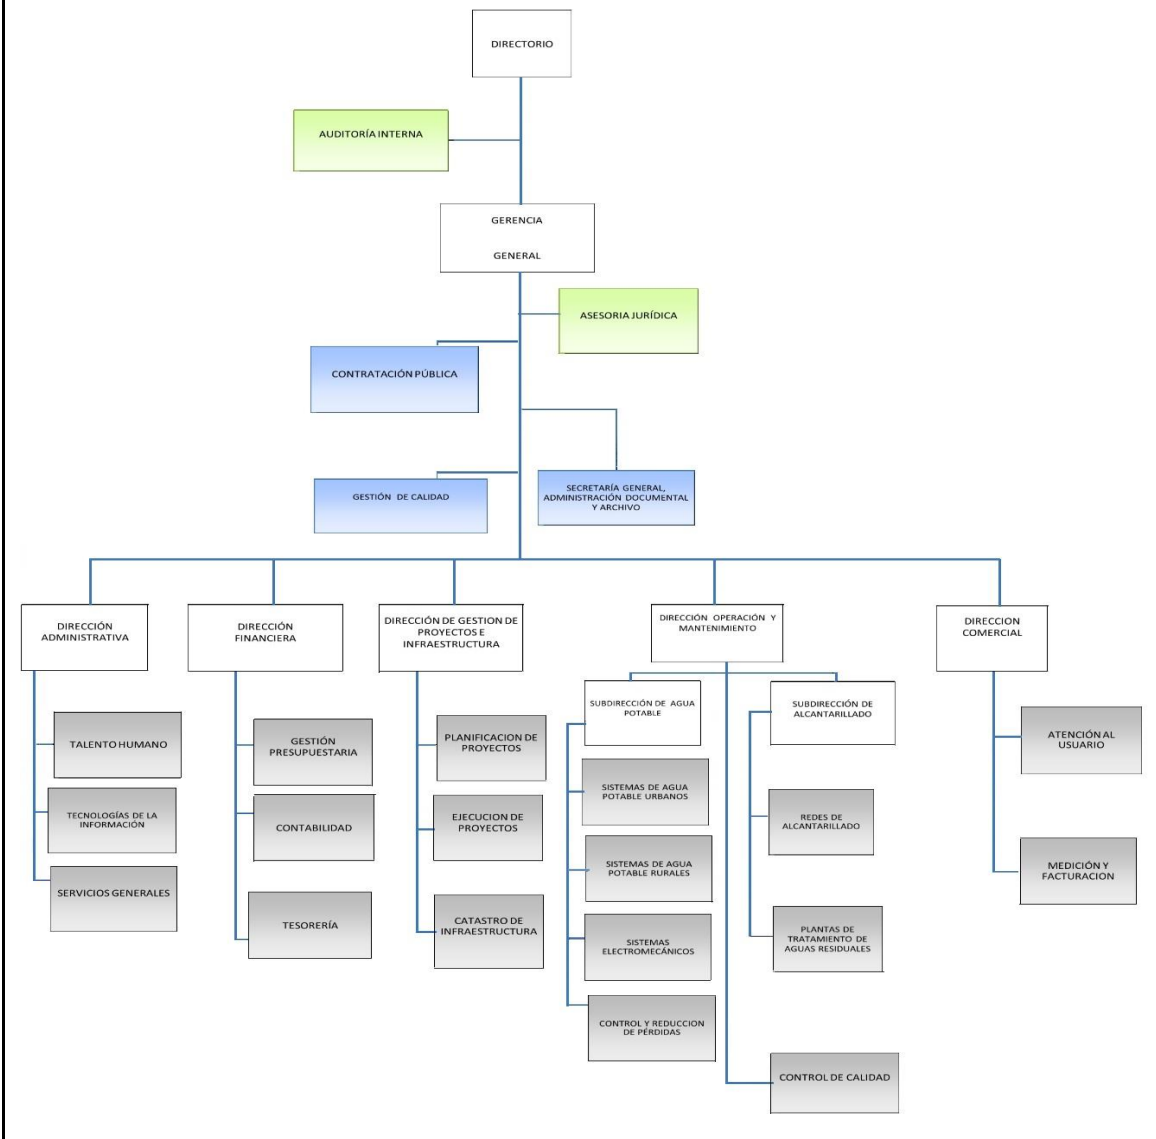 DIRECTORIO
AUDITORÍA INTERNA
GERENCIA
GENERAL
ASESORIA JURÍDICA
CONTRATACIÓN PÚBLICA
GESTIÓN DE CALIDAD
SECRETARÍA GENERAL,
ADMINISTRACIÓN DOCUMENTAL
Y ARCHIVO
DIRECCIÓN
ADMINISTRATIVA
DIRECCIÓN
FINANCIERA
DIRECCIÓN DE GESTION DE
PROYECTOS E
INFRAESTRUCTURA
DIRECCIÓN OPERACIÓN Y
MANTENIMIENTO
DIRECCION
COMERCIAL
TALENTO HUMANO
TECNOLOGÍAS DE LA
INFORMACIÓN
SERVICIOS GENERALES
GESTIÓN
PRESUPUESTARIA
CONTABILIDAD
TESORERÍA
PLANIFICACION DE
PROYECTOS
EJECUCION DE
PROYECTOS
CATASTRO DE
INFRAESTRUCTURA
SUBDIRECCIÓN DE AGUA
POTABLE
SISTEMAS DE AGUA
POTABLE URBANOS
SISTEMAS DE AGUA
POTABLE RURALES
SISTEMAS
ELECTROMECÁNICOS
CONTROL Y REDUCCION
DE PÉRDIDAS
SUBDIRECCIÓN DE
ALCANTARILLADO
REDES DE
ALCANTARILLADO
PLANTAS DE
TRATAMIENTO DE
AGUAS RESIDUALES
CONTROL DE CALIDAD
ATENCIÓN AL
USUARIO
MEDICIÓN Y
FACTURACION